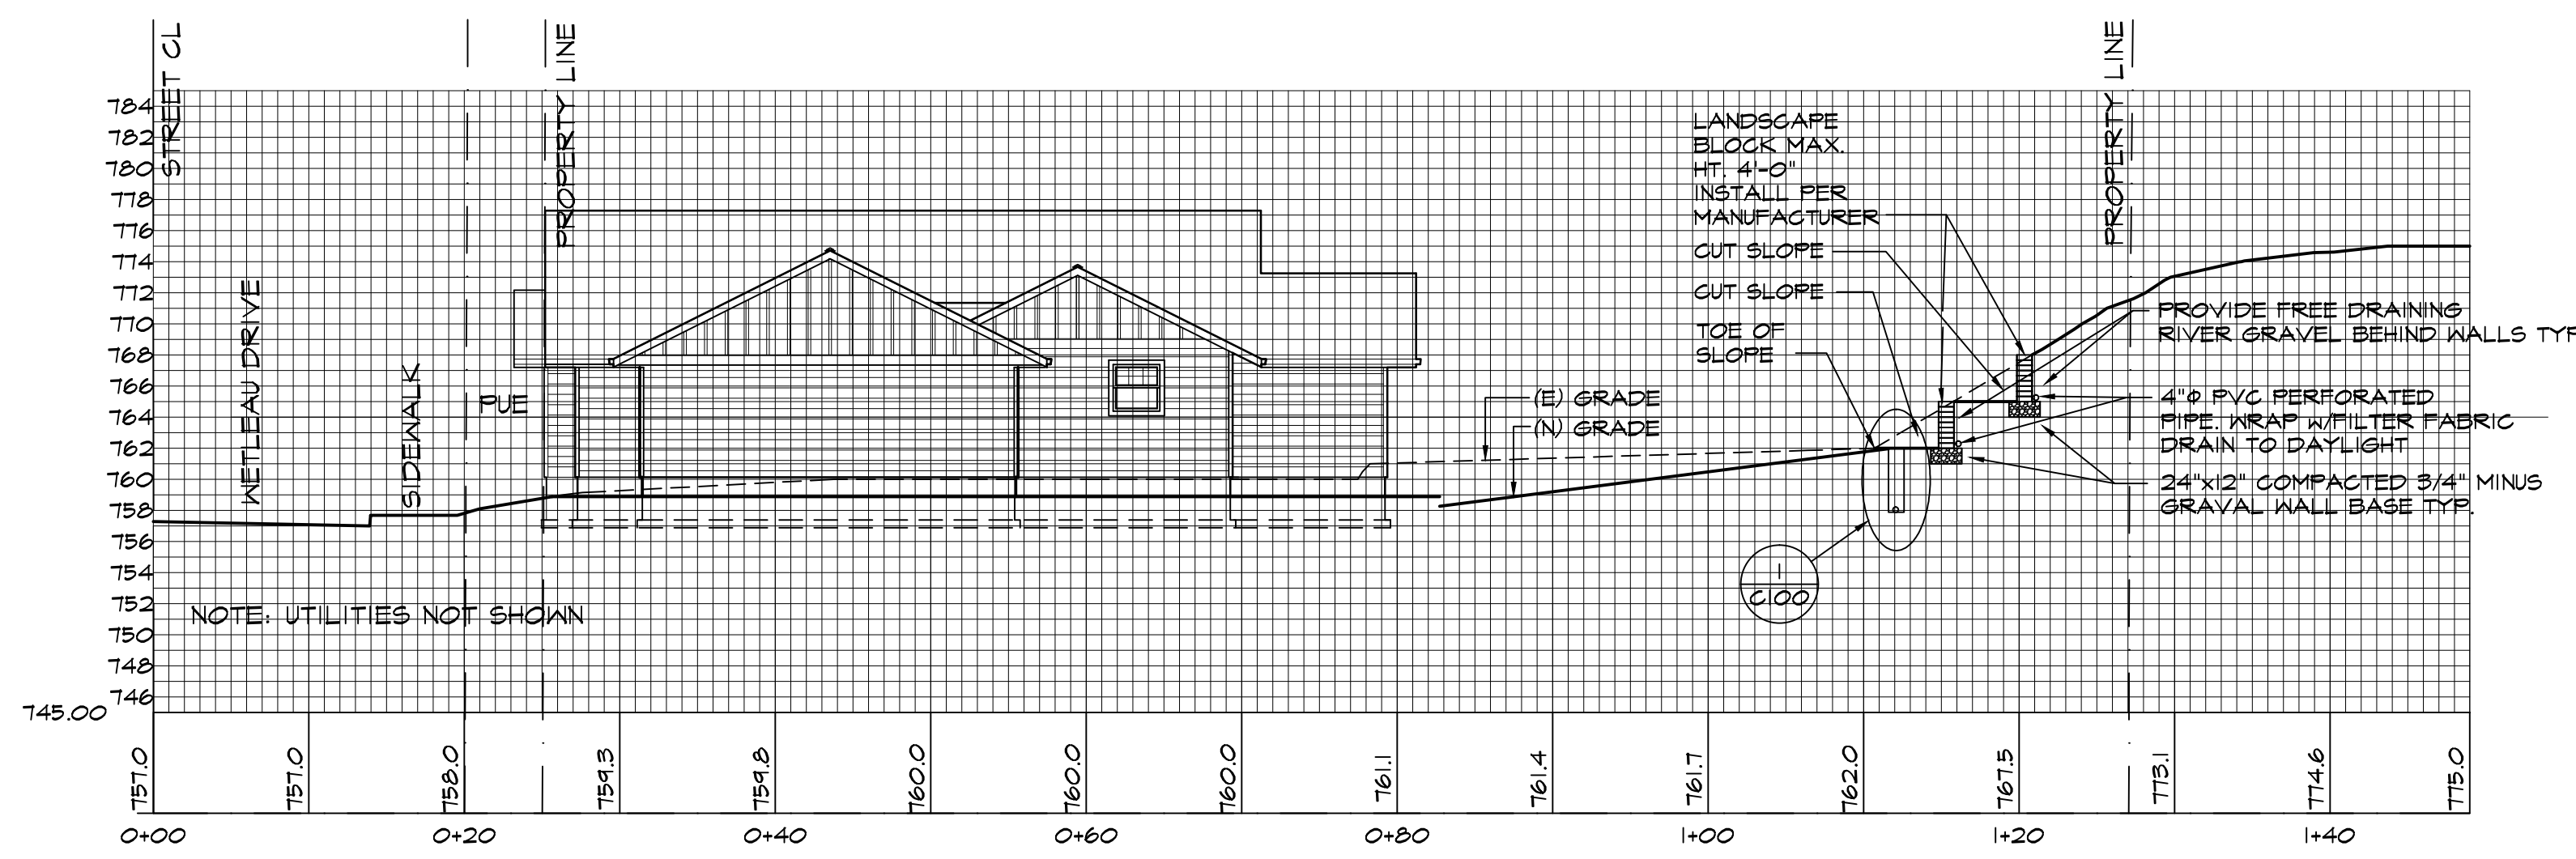 STREET CL
PROPERTY LINE
PROPERTY LINE
784
782
780
778
776
774
772
770
768
766
764
762
760
758
756
754
752
750
748
746
745.00
WETLEAU DRIVE
SIDEWALK
PUE
LANDSCAPE
BLOCK MAX.
HT. 4'-0"
INSTALL PER
MANUFACTURER
CUT SLOPE
CUT SLOPE
TOE OF
SLOPE
(E) GRADE
(N) GRADE
PROVIDE FREE DRAINING
RIVER GRAVEL BEHIND WALLS TYP
4"Φ PVC PERFORATED
PIPE. WRAP W/FILTER FABRIC
DRAIN TO DAYLIGHT
24"x12" COMPACTED 3/4" MINUS
GRAVAL WALL BASE TYP.
1
C100
NOTE: UTILITIES NOT SHOWN
757.0
757.0
758.0
759.3
759.8
760.0
760.0
760.0
761.1
761.4
761.7
762.0
767.5
773.1
774.6
775.0
0+00
0+20
0+40
0+60
0+80
1+00
1+20
1+40